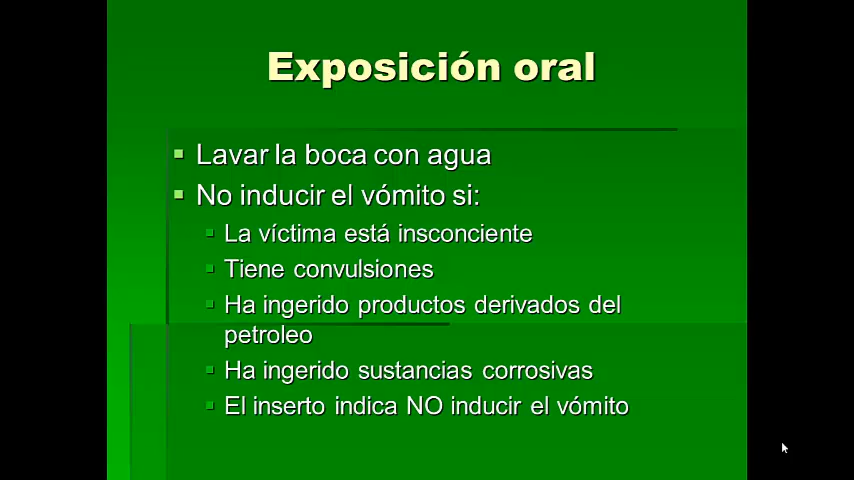 Exposición oral
Lavar la boca con agua
No inducir el vómito si:
La víctima está insconciente
Tiene convulsiones
Ha ingerido productos derivados del
petroleo
Ha ingerido sustancias corrosivas
El inserto indica NO inducir el vómito